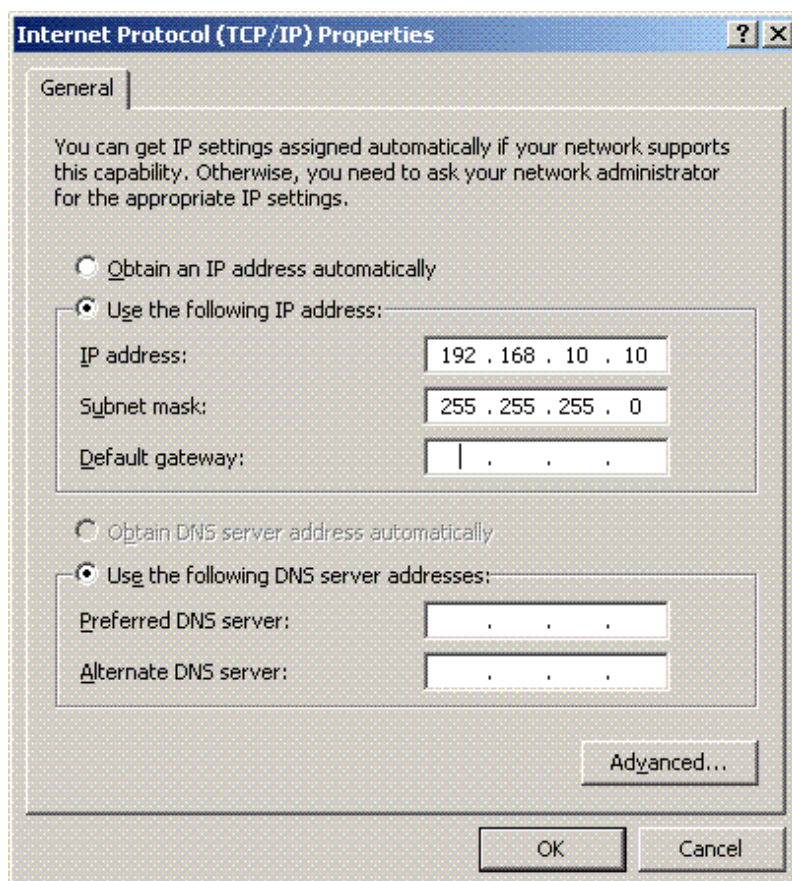 Internet Protocol (TCP/IP) Properties
General
You can get IP settings assigned automatically if your network supports
this capability. Otherwise, you need to ask your network administrator
for the appropriate IP settings.
Obtain an IP address automatically
Use the following IP address:
IP address: 192 . 168 . 10 . 10
Subnet mask: 255 . 255 . 255 . 0
Default gateway: . . .
Obtain DNS server address automatically
Use the following DNS server addresses:
Preferred DNS server: . . .
Alternate DNS server: . . .
Advanced...
OK Cancel